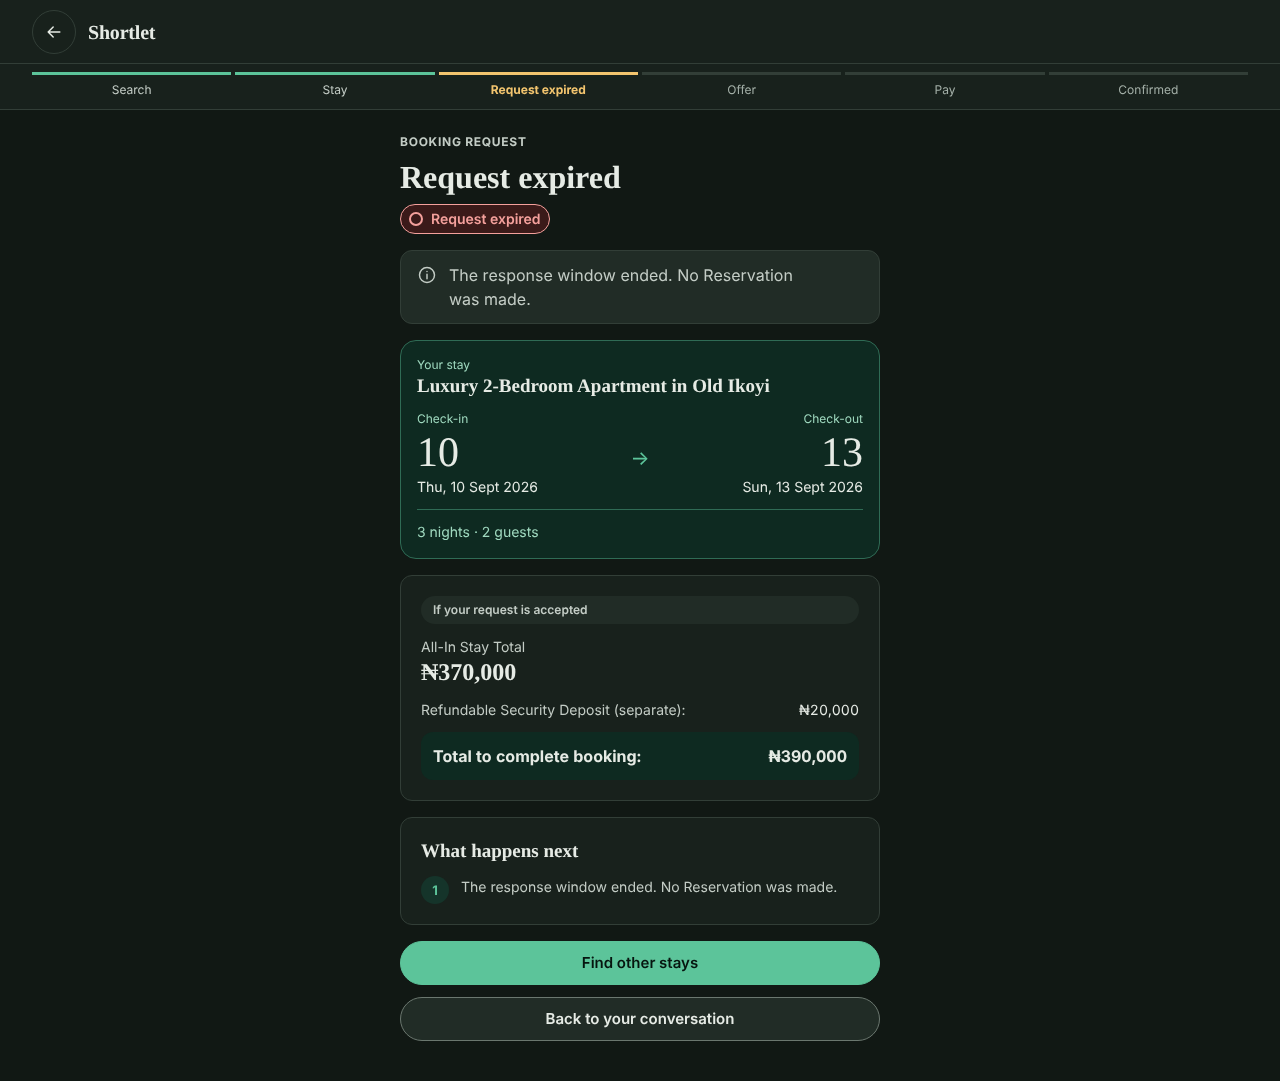 Shortlet
Search
Stay
Request expired
Offer
Pay
Confirmed
BOOKING REQUEST
Request expired
Request expired
The response window ended. No Reservation
was made.
Your stay
Luxury 2-Bedroom Apartment in Old Ikoyi
Check-in
Check-out
10
→
13
Thu, 10 Sept 2026
Sun, 13 Sept 2026
3 nights · 2 guests
If your request is accepted
All-In Stay Total
₦370,000
Refundable Security Deposit (separate):
₦20,000
Total to complete booking:
₦390,000
What happens next
1
The response window ended. No Reservation was made.
Find other stays
Back to your conversation